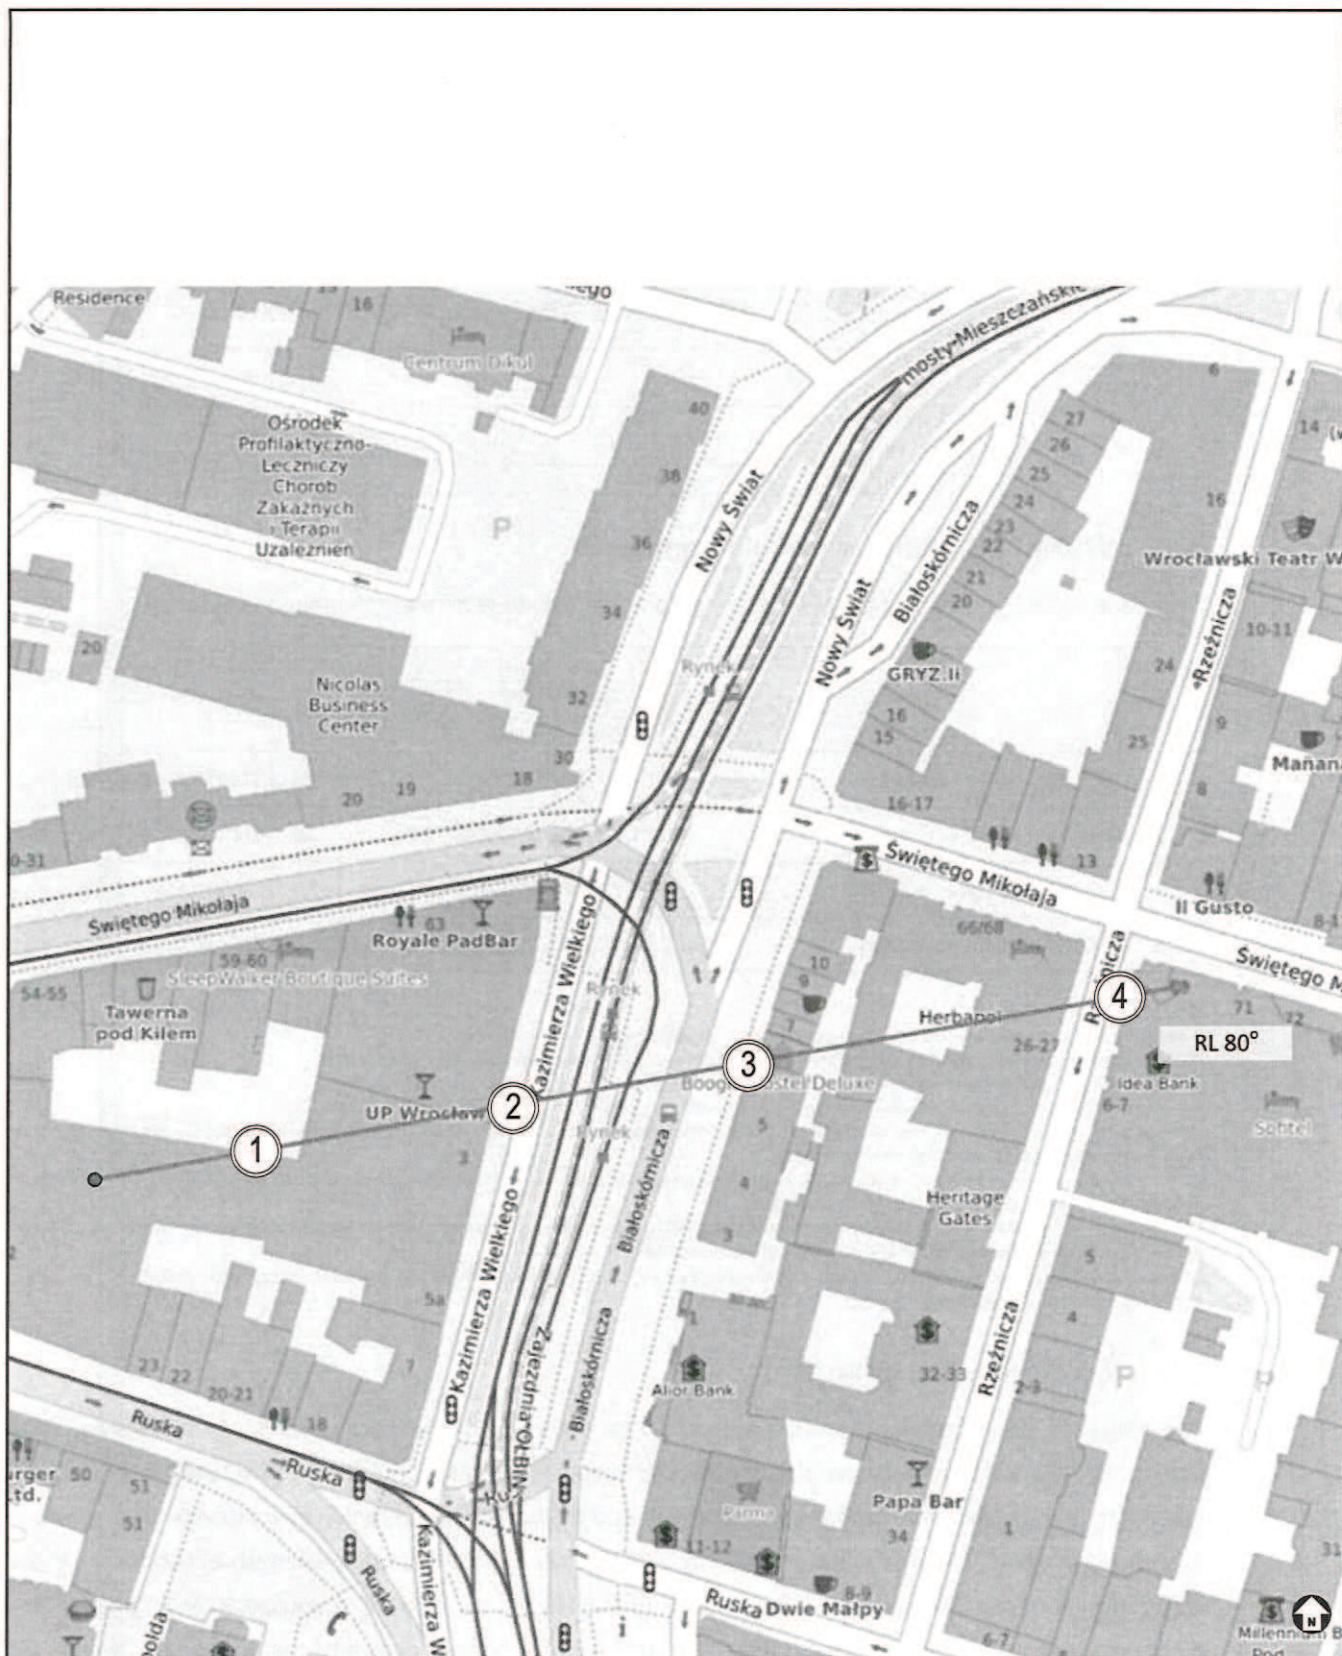 Residence
16
Centrum Dikul
mosty Mieszczańskie
40
6
27
14
26
Ośrodek
Profilaktyczno-
Leczniczy
Chorób
Zakaźnych
i Terapii
Uzależnień
38
25
24
16
P
23
22
36
Nowy Świat
Białoskórnicza
Wrocławski Teatr W
21
20
34
Rzeźnicza
10-11
20
Rynek
Nowy Świat
GRYZ.li
24
Nicolas
Business
Center
32
16
15
9
25
Manana
30
18
19
20
16-17
8
13
Świętego Mikołaja
Świętego Mikołaja
Il Gusto
63
Royale PadBar
66/68
59-60
SleepWalker Boutique Suites
54-55
Tawerna
pod Kilem
Kazimierza Wielkiego
Rynek
10
9
7
Herbapol
26-27
4
71
72
RL 80°
Idea Bank
6-7
Sofitel
3
2
UP Wrocław
1
3
Rynek
5
4
3
Białoskórnicza
Heritage
Gates
Kazimierza Wielkiego
5
4
5a
7
1
23
22
20-21
18
Zajezdnia OŁBIN
Białoskórnicza
Alior Bank
32-33
Rzeźnicza
2-3
P
Ruska
Ruska
50
51
51
Papa Bar
Parma
34
1
11-12
8-9
Ruska
Dwie Małpy
Ruska
Kazimierza W
6-7
N